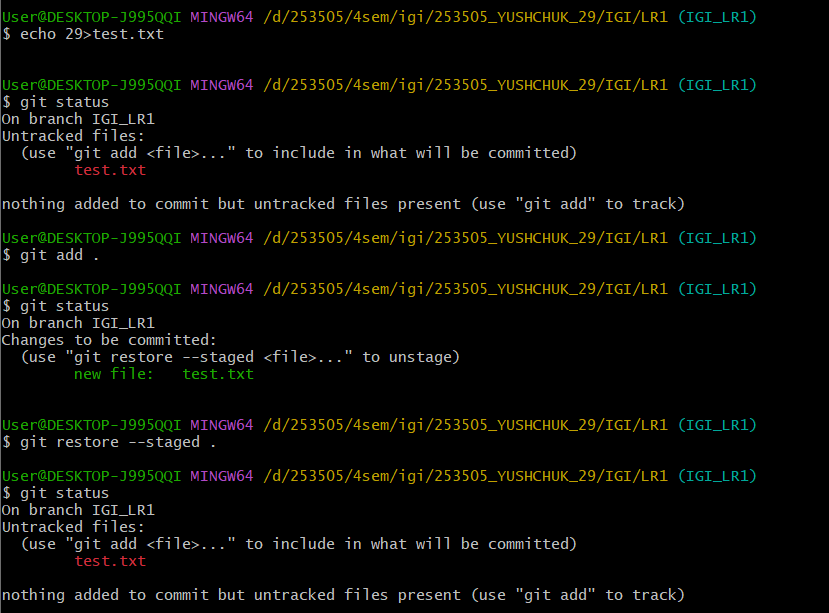 User@DESKTOP-J995QQI MINGW64 /d/253505/4sem/igi/253505_YUSHCHUK_29/IGI/LR1 (IGI_LR1)
$ echo 29>test.txt
User@DESKTOP-J995QQI MINGW64 /d/253505/4sem/igi/253505_YUSHCHUK_29/IGI/LR1 (IGI_LR1)
$ git status
On branch IGI_LR1
Untracked files:
  (use "git add <file>..." to include in what will be committed)
        test.txt
nothing added to commit but untracked files present (use "git add" to track)
User@DESKTOP-J995QQI MINGW64 /d/253505/4sem/igi/253505_YUSHCHUK_29/IGI/LR1 (IGI_LR1)
$ git add .
User@DESKTOP-J995QQI MINGW64 /d/253505/4sem/igi/253505_YUSHCHUK_29/IGI/LR1 (IGI_LR1)
$ git status
On branch IGI_LR1
Changes to be committed:
  (use "git restore --staged <file>..." to unstage)
        new file:   test.txt
User@DESKTOP-J995QQI MINGW64 /d/253505/4sem/igi/253505_YUSHCHUK_29/IGI/LR1 (IGI_LR1)
$ git restore --staged .
User@DESKTOP-J995QQI MINGW64 /d/253505/4sem/igi/253505_YUSHCHUK_29/IGI/LR1 (IGI_LR1)
$ git status
On branch IGI_LR1
Untracked files:
  (use "git add <file>..." to include in what will be committed)
        test.txt
nothing added to commit but untracked files present (use "git add" to track)